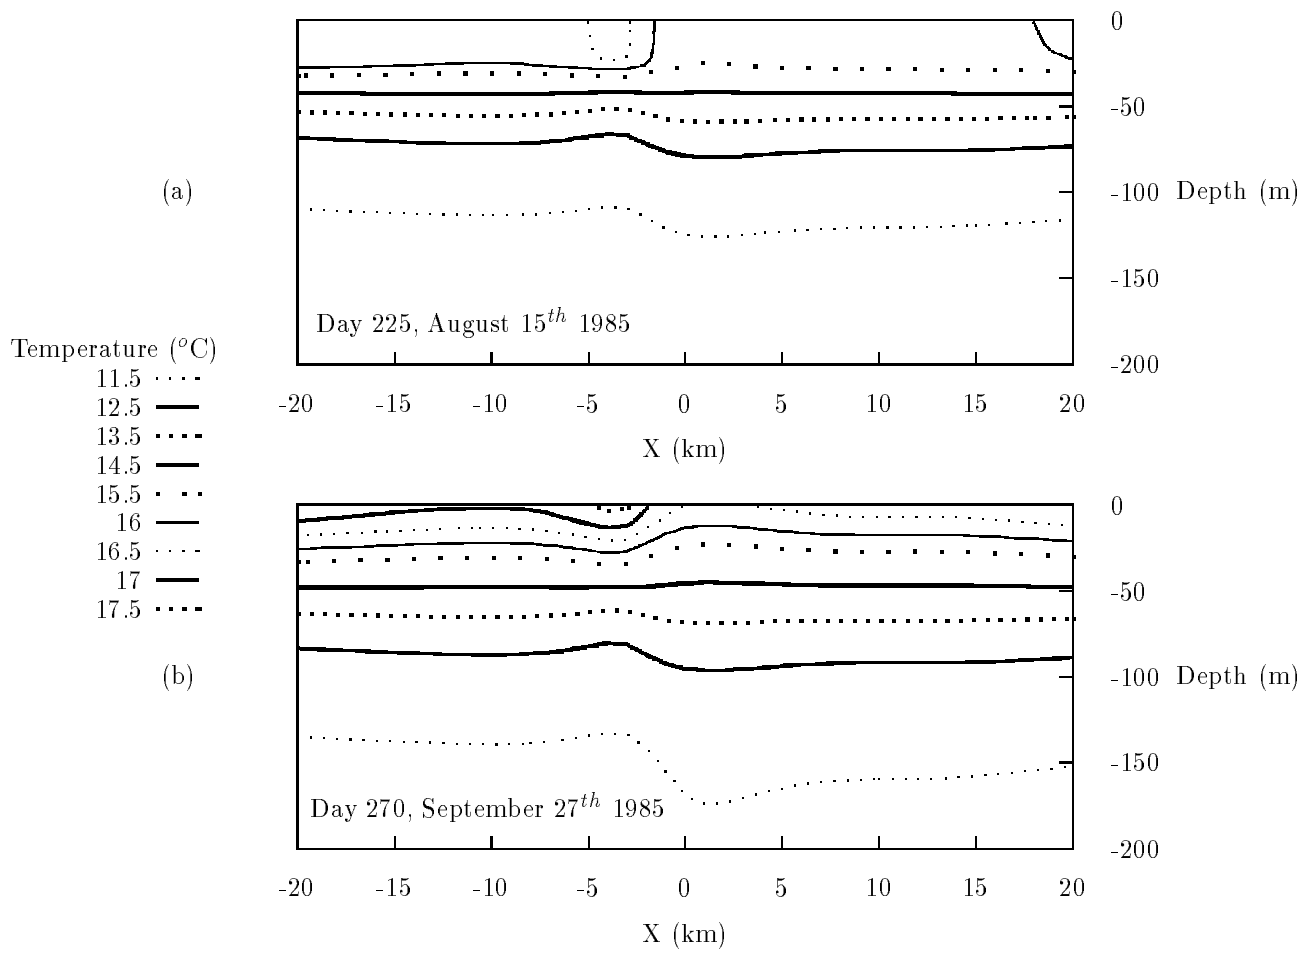 0
-50
(a)
-100 Depth (m)
-150
Day 225, August 15th 1985
-200
-20 -15 -10 -5 0 5 10 15 20
X (km)
Temperature (°C)
11.5
12.5
13.5
14.5
15.5
16
16.5
17
17.5
0
-50
(b)
-100 Depth (m)
-150
Day 270, September 27th 1985
-200
-20 -15 -10 -5 0 5 10 15 20
X (km)